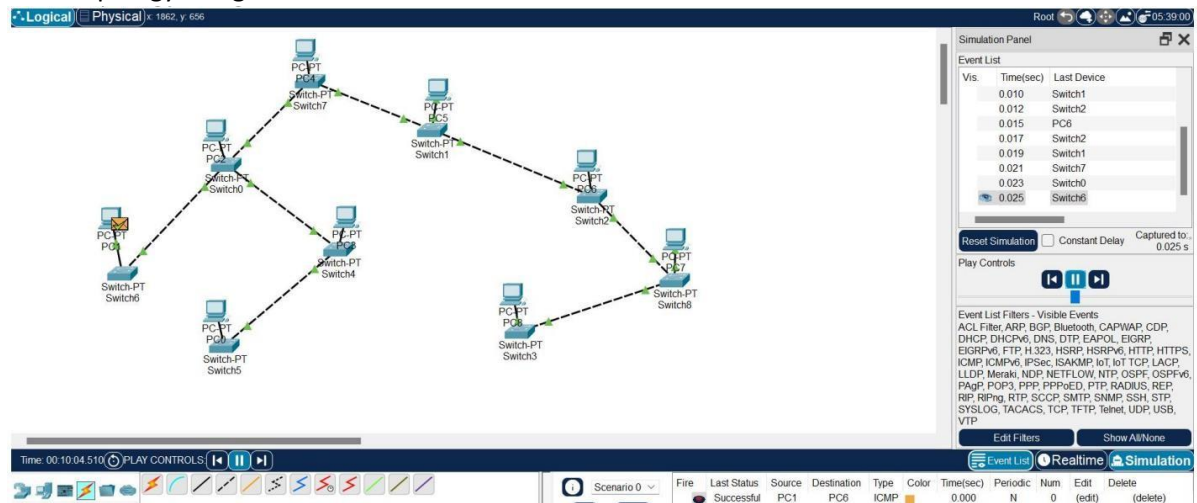 Logical Physical x: 1862, y: 656 Root 05:39:00
PC-PT
PC4
Switch-PT
Switch7
PC-PT
PC5
Switch-PT
Switch1
PC-PT
PC2
Switch-PT
Switch0
PC-PT
PC6
Switch-PT
Switch2
PC-PT
Switch-PT
Switch6
PC-PT
PC3
Switch-PT
Switch4
PC-PT
PC7
Switch-PT
Switch8
PC-PT
PC0
Switch-PT
Switch5
PC-PT
PC8
Switch-PT
Switch3
Simulation Panel
Event List
Vis. Time(sec) Last Device
0.010 Switch1
0.012 Switch2
0.015 PC6
0.017 Switch2
0.019 Switch1
0.021 Switch7
0.023 Switch0
0.025 Switch6
Reset Simulation Constant Delay Captured to:
0.025 s
Play Controls
Event List Filters - Visible Events
ACL Filter, ARP, BGP, Bluetooth, CAPWAP, CDP,
DHCP, DHCPv6, DNS, DTP, EAPOL, EIGRP,
EIGRPv6, FTP, H.323, HSRP, HSRPv6, HTTP, HTTPS,
ICMP, ICMPv6, IPSec, ISAKMP, IoT, IoT TCP, LACP,
LLDP, Meraki, NDP, NETFLOW, NTP, OSPF, OSPFv6,
PAgP, POP3, PPP, PPPoED, PTP, RADIUS, REP,
RIP, RIPng, RTP, SCCP, SMTP, SNMP, SSH, STP,
SYSLOG, TACACS, TCP, TFTP, Telnet, UDP, USB,
VTP
Edit Filters Show All/None
Time: 00:10:04.510 PLAY CONTROLS: Event List Realtime Simulation
Scenario 0 Fire Last Status Source Destination Type Color Time(sec) Periodic Num Edit Delete
Successful PC1 PC6 ICMP 0.000 N 0 (edit) (delete)